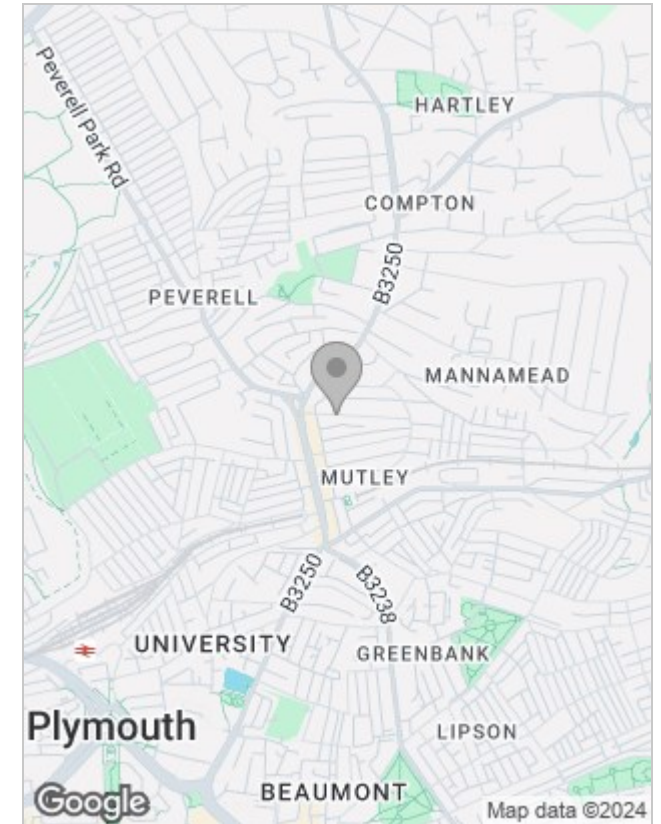 Peverell Park Rd
HARTLEY
COMPTON
B3250
PEVERELL
MANNAMEAD
MUTLEY
B3250
B3238
UNIVERSITY
GREENBANK
Plymouth
LIPSON
BEAUMONT
Google
Map data ©2024